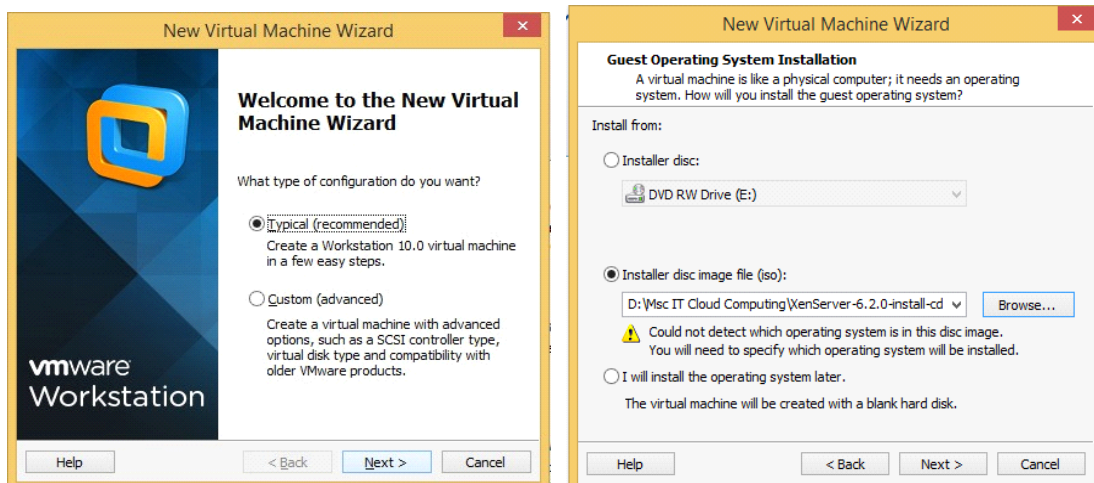 New Virtual Machine Wizard
Welcome to the New Virtual
Machine Wizard
What type of configuration do you want?
Typical (recommended)
Create a Workstation 10.0 virtual machine
in a few easy steps.
Custom (advanced)
Create a virtual machine with advanced
options, such as a SCSI controller type,
virtual disk type and compatibility with
older VMware products.
vmware
Workstation
Help
< Back
Next >
Cancel
New Virtual Machine Wizard
Guest Operating System Installation
A virtual machine is like a physical computer; it needs an operating
system. How will you install the guest operating system?
Install from:
Installer disc:
DVD RW Drive (E:)
Installer disc image file (iso):
D:\Msc IT Cloud Computing\XenServer-6.2.0-install-cd
Browse...
Could not detect which operating system is in this disc image.
You will need to specify which operating system will be installed.
I will install the operating system later.
The virtual machine will be created with a blank hard disk.
Help
< Back
Next >
Cancel